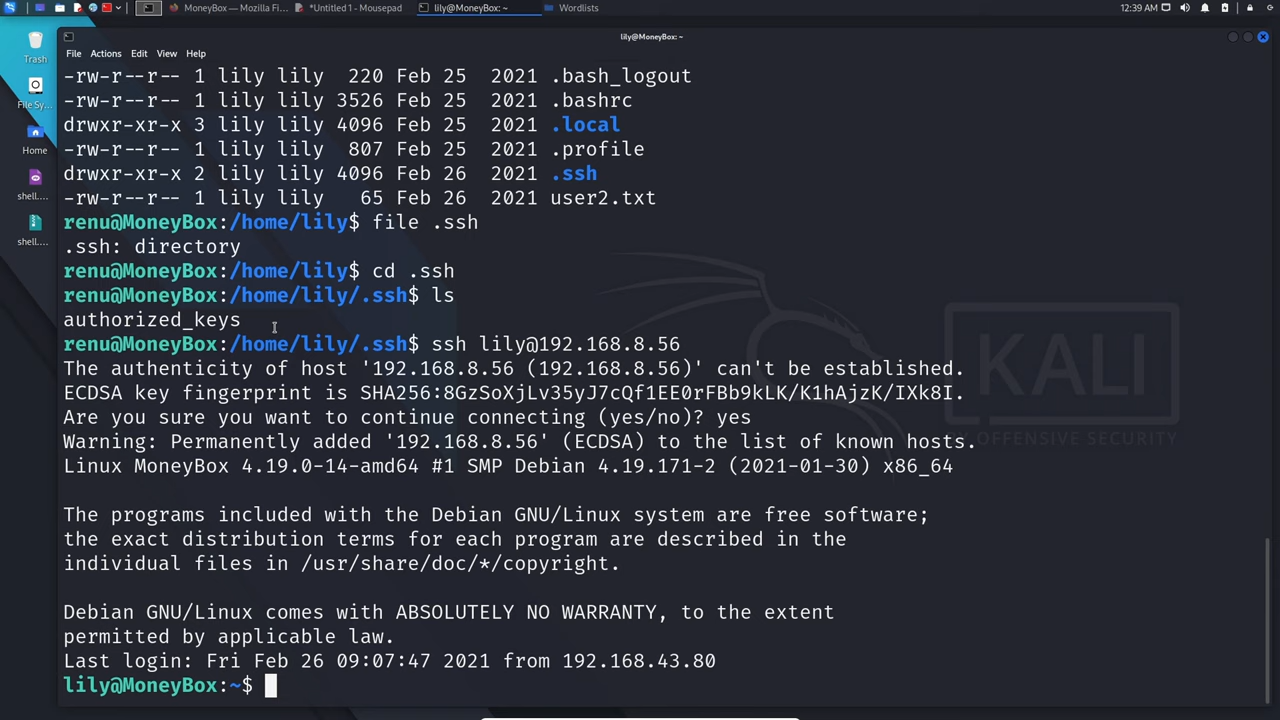 MoneyBox — Mozilla Fi...
*Untitled 1 - Mousepad
lily@MoneyBox: ~
Wordlists
12:39 AM
lily@MoneyBox: ~
File Actions Edit View Help
Trash
File Sy...
Home
shell....
shell....
-rw-r--r-- 1 lily lily  220 Feb 25  2021 .bash_logout
-rw-r--r-- 1 lily lily 3526 Feb 25  2021 .bashrc
drwxr-xr-x 3 lily lily 4096 Feb 25  2021 .local
-rw-r--r-- 1 lily lily  807 Feb 25  2021 .profile
drwxr-xr-x 2 lily lily 4096 Feb 26  2021 .ssh
-rw-r--r-- 1 lily lily   65 Feb 26  2021 user2.txt
renu@MoneyBox:/home/lily$ file .ssh
.ssh: directory
renu@MoneyBox:/home/lily$ cd .ssh
renu@MoneyBox:/home/lily/.ssh$ ls
authorized_keys
renu@MoneyBox:/home/lily/.ssh$ ssh lily@192.168.8.56
The authenticity of host '192.168.8.56 (192.168.8.56)' can't be established.
ECDSA key fingerprint is SHA256:8GzSoXjLv35yJ7cQf1EE0rFBb9kLK/K1hAjzK/IXk8I.
Are you sure you want to continue connecting (yes/no)? yes
Warning: Permanently added '192.168.8.56' (ECDSA) to the list of known hosts.
Linux MoneyBox 4.19.0-14-amd64 #1 SMP Debian 4.19.171-2 (2021-01-30) x86_64
The programs included with the Debian GNU/Linux system are free software;
the exact distribution terms for each program are described in the
individual files in /usr/share/doc/*/copyright.
Debian GNU/Linux comes with ABSOLUTELY NO WARRANTY, to the extent
permitted by applicable law.
Last login: Fri Feb 26 09:07:47 2021 from 192.168.43.80
lily@MoneyBox:~$
KALI
BY OFFENSIVE SECURITY